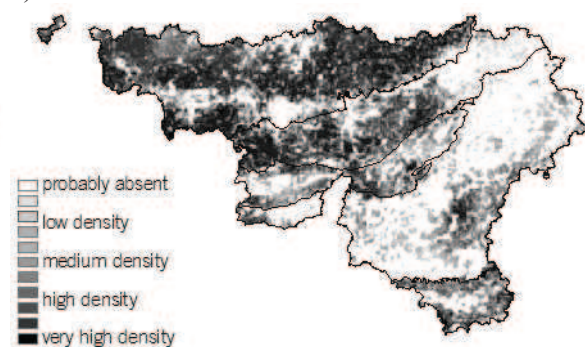 probably absent
low density
medium density
high density
very high density